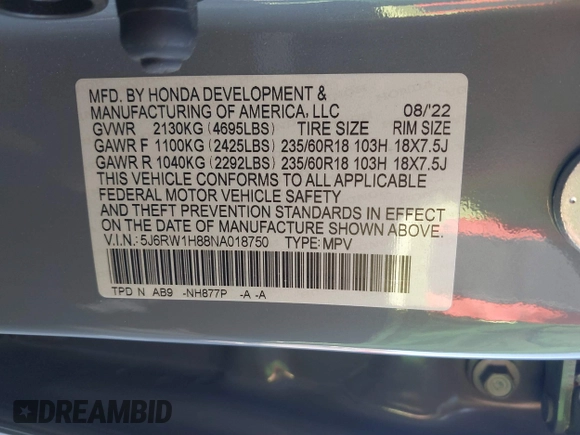 MFD. BY HONDA DEVELOPMENT &
MANUFACTURING OF AMERICA, LLC 08/'22
GVWR 2130KG (4695LBS) TIRE SIZE RIM SIZE
GAWR F 1100KG (2425LBS) 235/60R18 103H 18X7.5J
GAWR R 1040KG (2292LBS) 235/60R18 103H 18X7.5J
THIS VEHICLE CONFORMS TO ALL APPLICABLE
FEDERAL MOTOR VEHICLE SAFETY
AND THEFT PREVENTION STANDARDS IN EFFECT
ON THE DATE OF MANUFACTURE SHOWN ABOVE.
V.I.N.: 5J6RW1H88NA018750 TYPE: MPV
TPD N AB9 -NH877P -A -A
DREAMBID